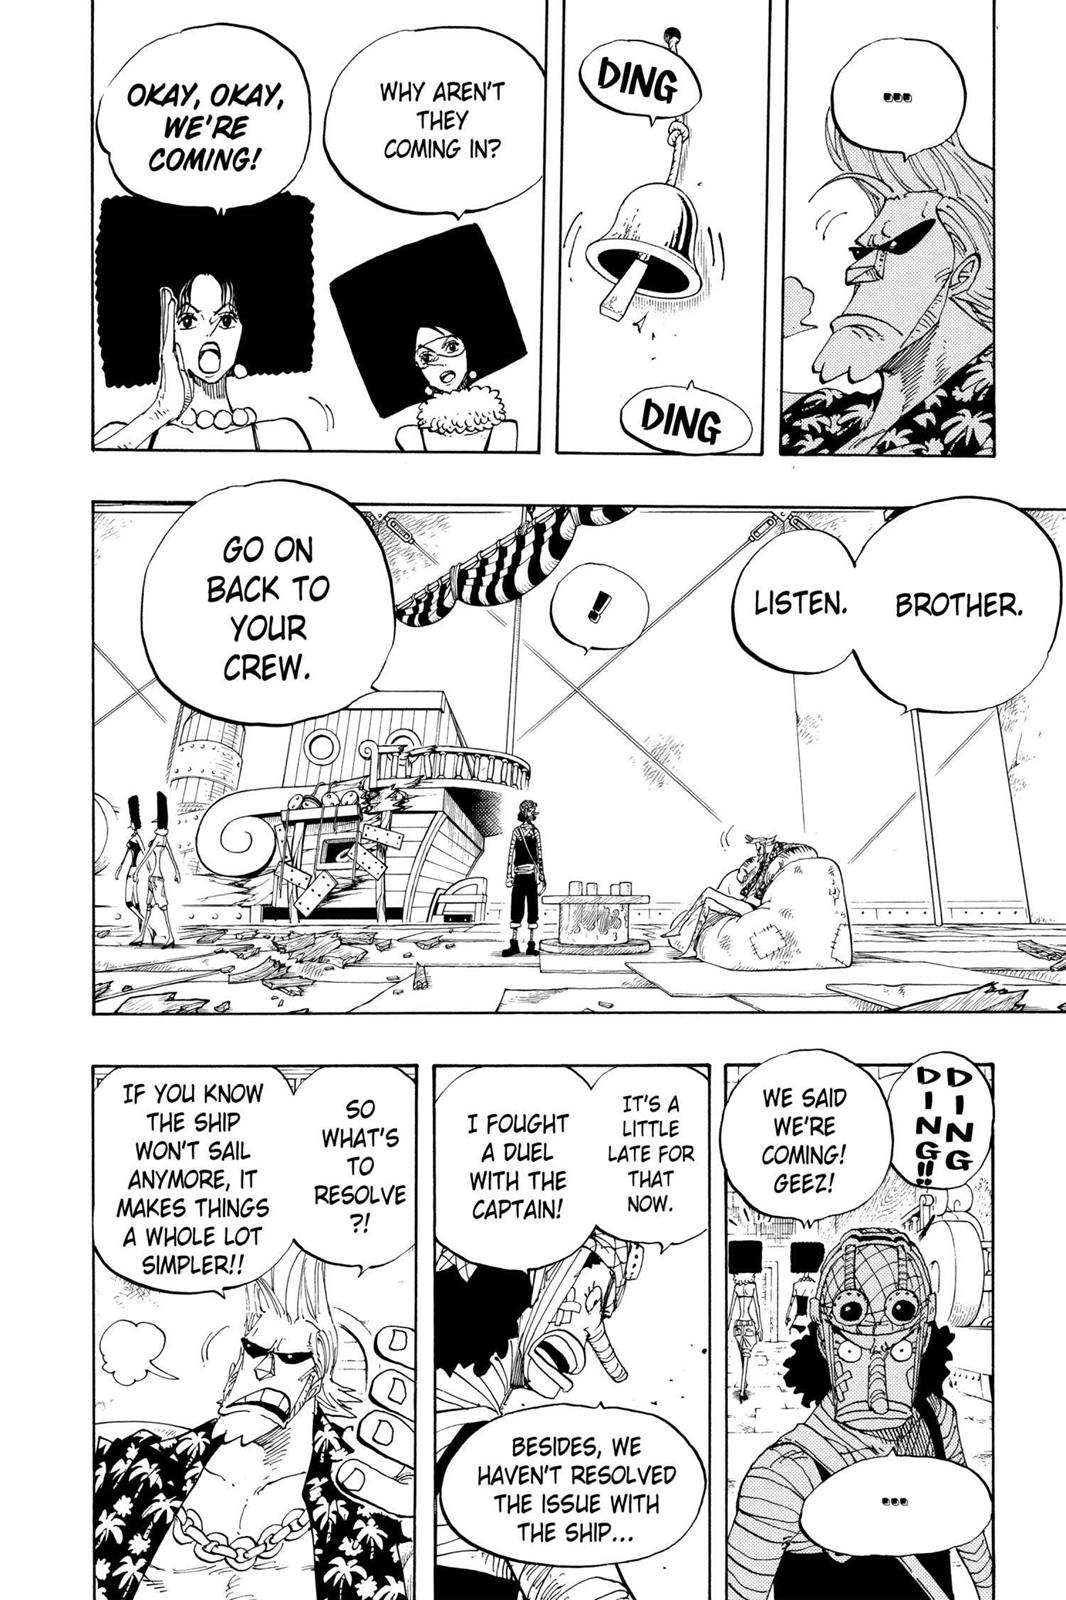 ...
DING
DING
WHY AREN'T
THEY
COMING IN?
OKAY, OKAY,
WE'RE
COMING!
BROTHER.
LISTEN.
!
GO ON
BACK TO
YOUR
CREW.
DING
DING!!
WE SAID
WE'RE
COMING!
GEEZ!
...
IT'S A
LITTLE
LATE FOR
THAT
NOW.
I FOUGHT
A DUEL
WITH THE
CAPTAIN!
BESIDES, WE
HAVEN'T RESOLVED
THE ISSUE WITH
THE SHIP...
SO
WHAT'S
TO
RESOLVE
?!
IF YOU KNOW
THE SHIP
WON'T SAIL
ANYMORE, IT
MAKES THINGS
A WHOLE LOT
SIMPLER!!